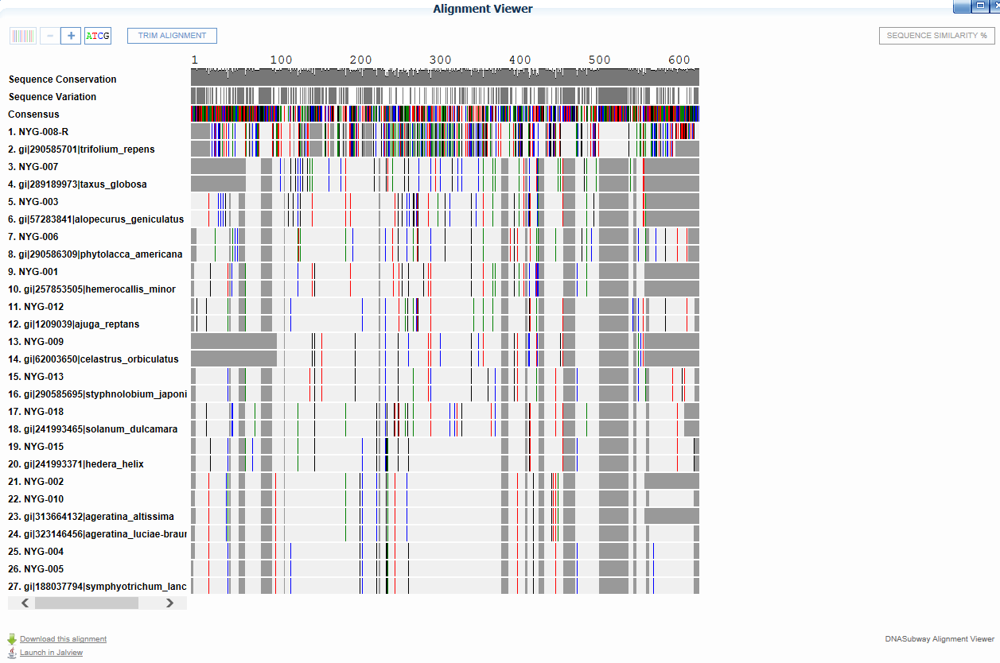 Alignment Viewer
ATCG
TRIM ALIGNMENT
SEQUENCE SIMILARITY %
1 100 200 300 400 500 600
Sequence Conservation
Sequence Variation
Consensus
1. NYG-008-R
2. gi|290585701|trifolium_repens
3. NYG-007
4. gi|289189973|taxus_globosa
5. NYG-003
6. gi|57283841|alopecurus_geniculatus
7. NYG-006
8. gi|290586309|phytolacca_americana
9. NYG-001
10. gi|257853505|hemerocallis_minor
11. NYG-012
12. gi|1209039|ajuga_reptans
13. NYG-009
14. gi|62003650|celastrus_orbiculatus
15. NYG-013
16. gi|290585695|styphnolobium_japoni
17. NYG-018
18. gi|241993465|solanum_dulcamara
19. NYG-015
20. gi|241993371|hedera_helix
21. NYG-002
22. NYG-010
23. gi|313664132|ageratina_altissima
24. gi|323146456|ageratina_luciae-braun
25. NYG-004
26. NYG-005
27. gi|188037794|symphyotrichum_lanc
Download this alignment
DNASubway Alignment Viewer
Launch in Jalview